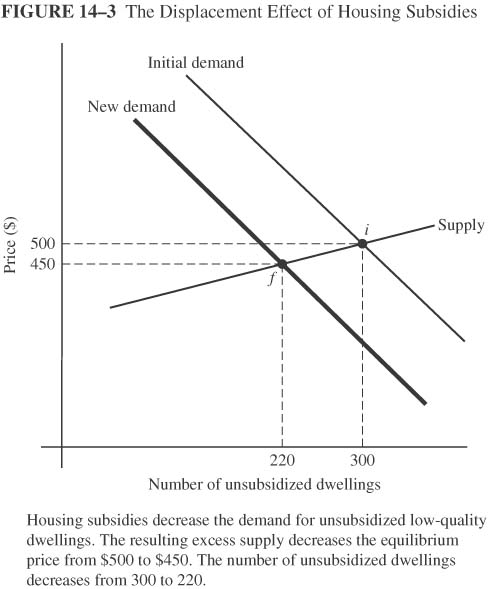 FIGURE 14–3 The Displacement Effect of Housing Subsidies
Initial demand
New demand
Price ($)
500
450
i
f
Supply
220
300
Number of unsubsidized dwellings
Housing subsidies decrease the demand for unsubsidized low-quality
dwellings. The resulting excess supply decreases the equilibrium
price from $500 to $450. The number of unsubsidized dwellings
decreases from 300 to 220.